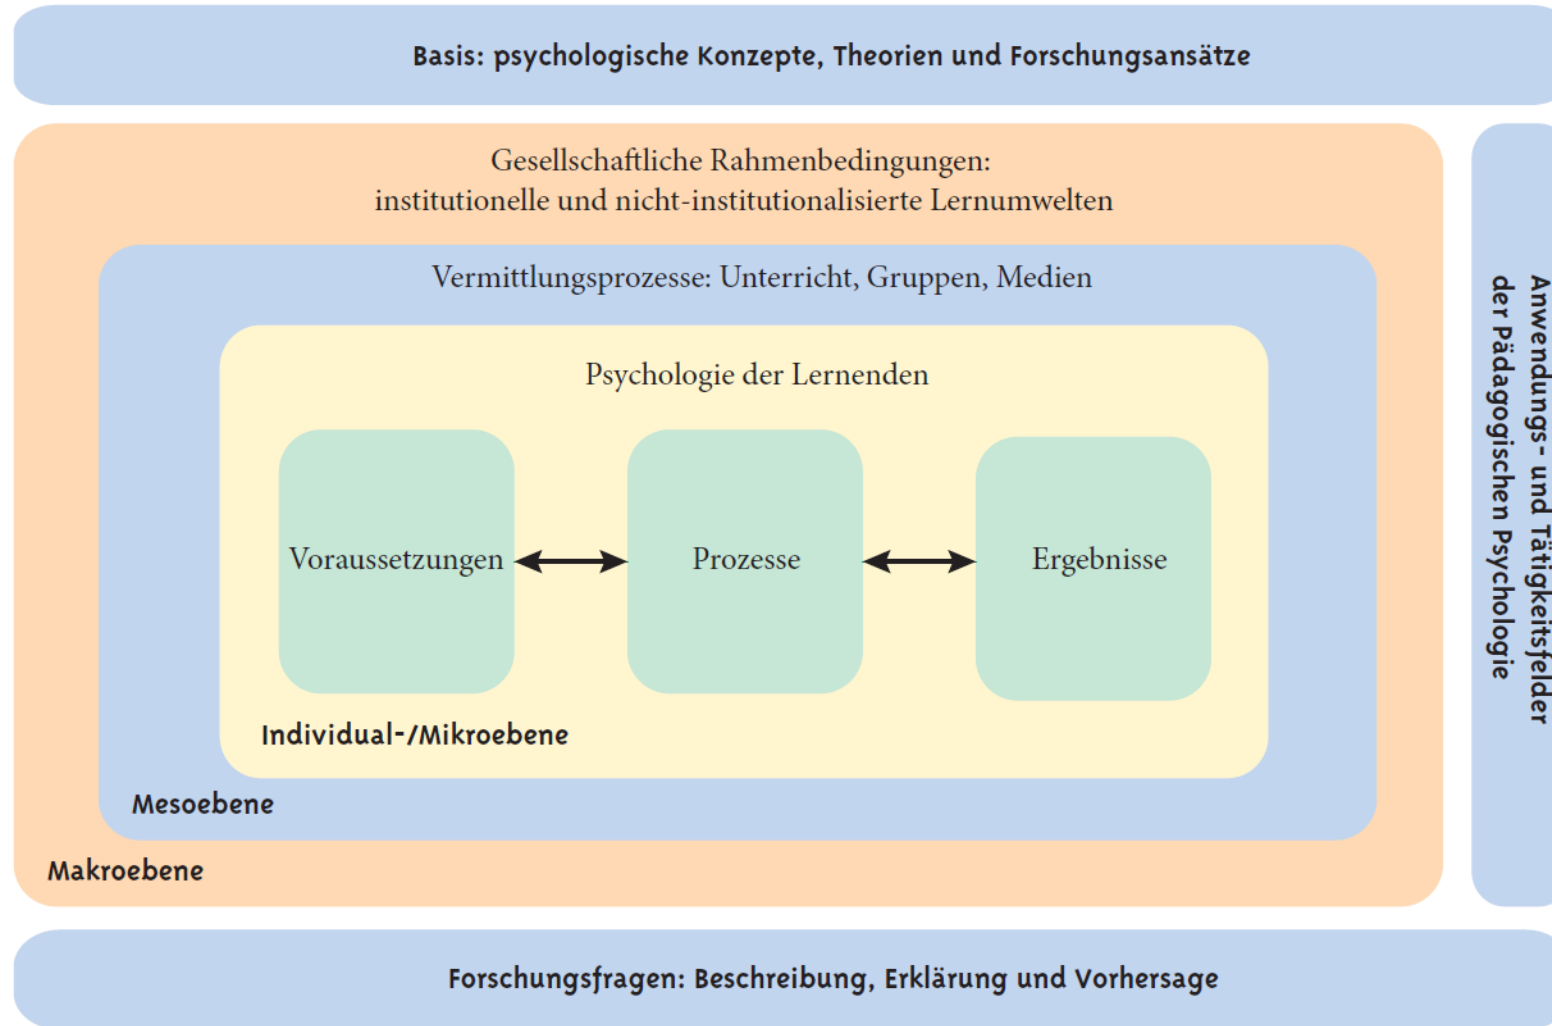 Basis: psychologische Konzepte, Theorien und Forschungsansätze
Gesellschaftliche Rahmenbedingungen:
institutionelle und nicht-institutionalisierte Lernumwelten
Vermittlungsprozesse: Unterricht, Gruppen, Medien
Psychologie der Lernenden
Voraussetzungen
Prozesse
Ergebnisse
Individual-/Mikroebene
Mesoebene
Makroebene
Anwendungs- und Tätigkeitsfelder
der Pädagogischen Psychologie
Forschungsfragen: Beschreibung, Erklärung und Vorhersage